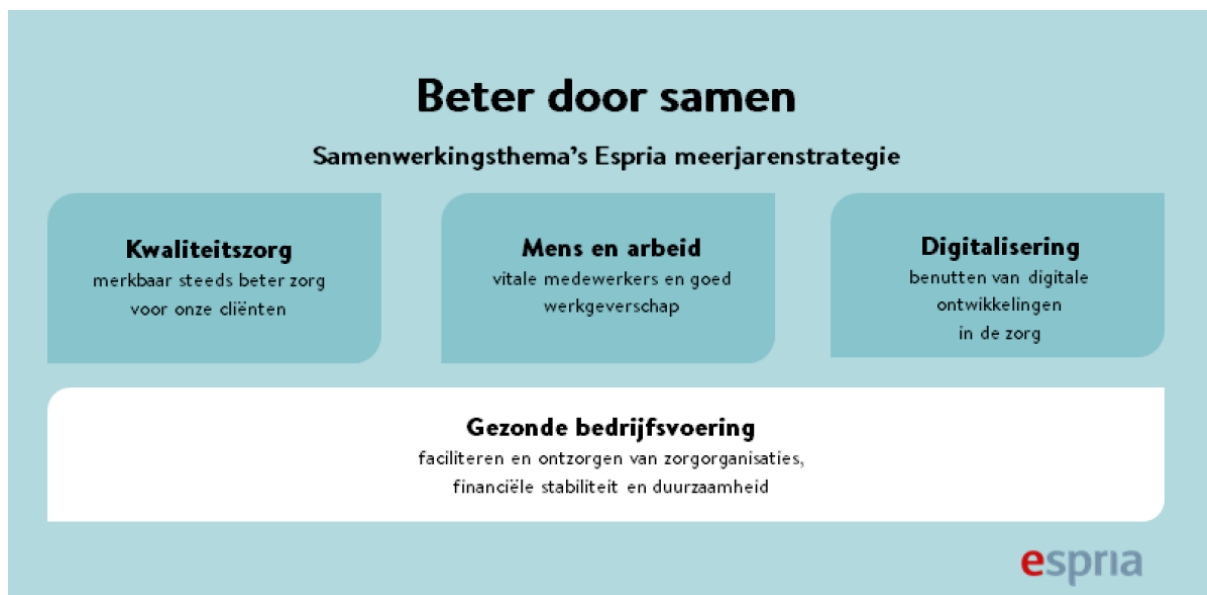 Beter door samen
Samenwerkingsthema's Espria meerjarenstrategie
Kwaliteitszorg
merkbaar steeds beter zorg
voor onze cliënten
Mens en arbeid
vitale medewerkers en goed
werkgeverschap
Digitalisering
benutten van digitale
ontwikkelingen
in de zorg
Gezonde bedrijfsvoering
faciliteren en ontzorgen van zorgorganisaties,
financiële stabiliteit en duurzaamheid
espria